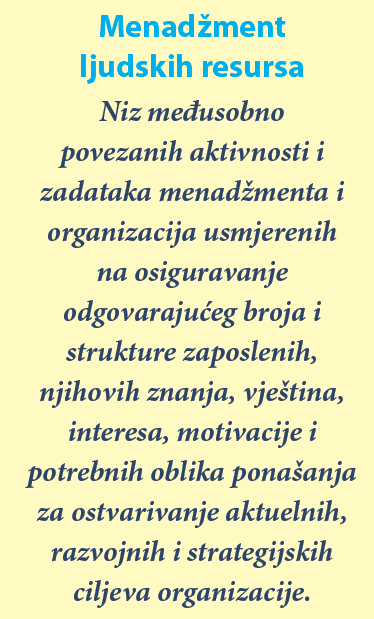 Menadžment
ljudskih resursa
Niz međusobno
povezanih aktivnosti i
zadataka menadžmenta i
organizacija usmjerenih
na osiguravanje
odgovarajućeg broja i
strukture zaposlenih,
njihovih znanja, vještina,
interesa, motivacije i
potrebnih oblika ponašanja
za ostvarivanje aktuelnih,
razvojnih i strategijskih
ciljeva organizacije.